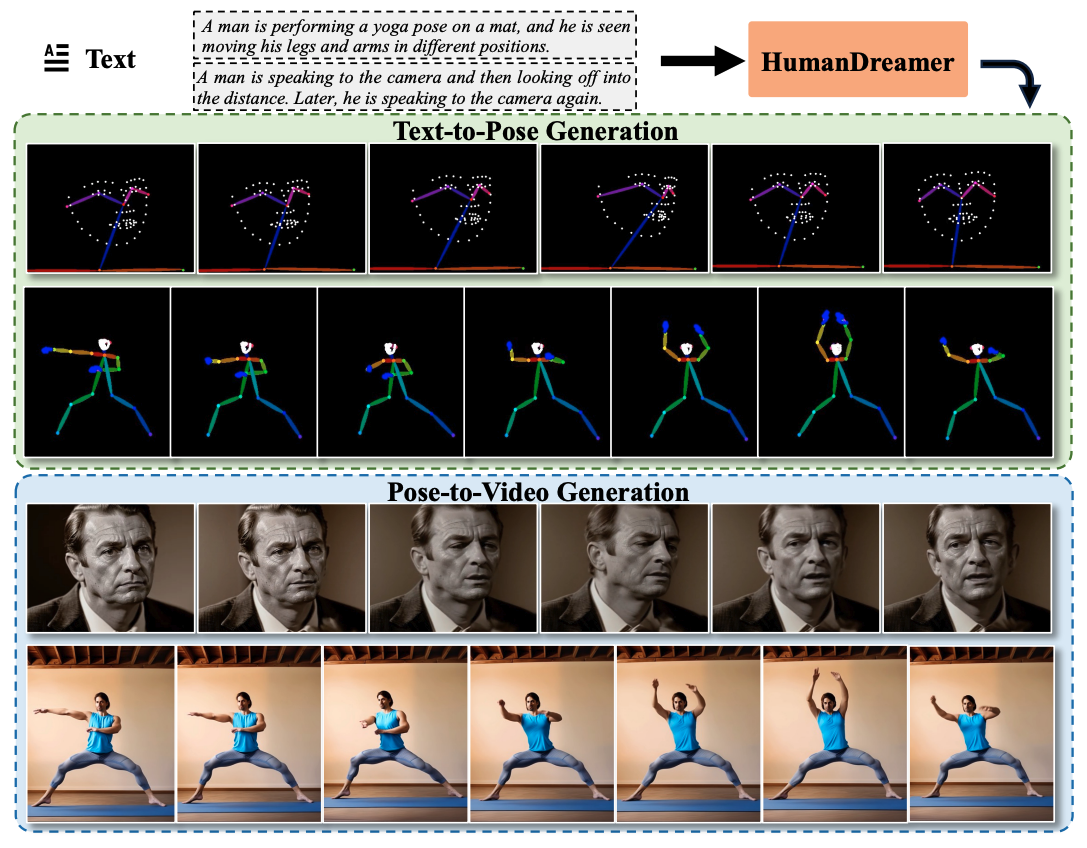 A man is performing a yoga pose on a mat, and he is seen
moving his legs and arms in different positions.
Text
HumanDreamer
A man is speaking to the camera and then looking off into
the distance. Later, he is speaking to the camera again.
Text-to-Pose Generation
Pose-to-Video Generation